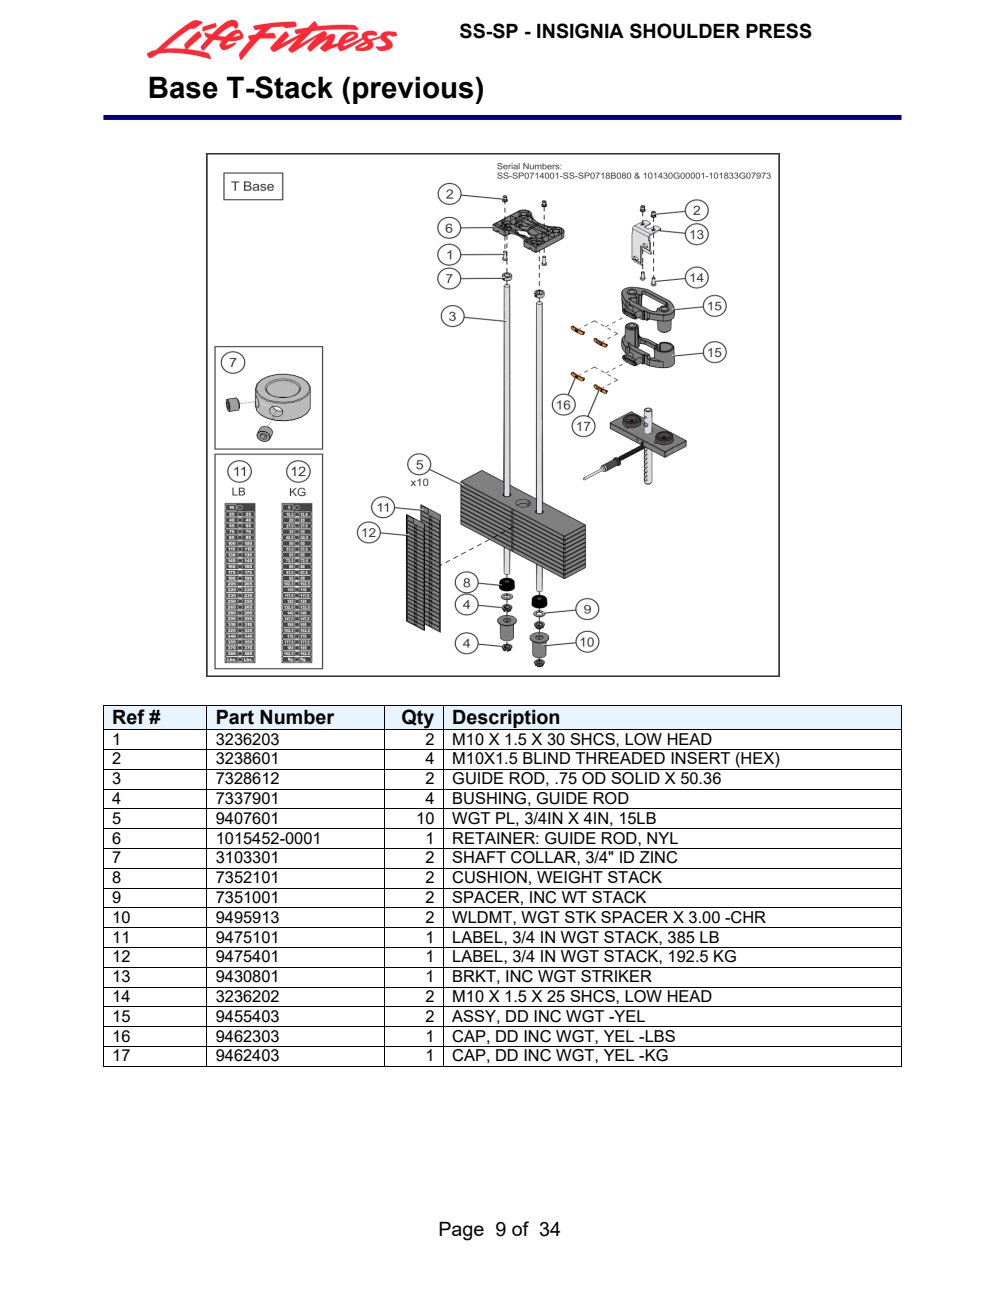 Life Fitness
SS-SP - INSIGNIA SHOULDER PRESS
Base T-Stack (previous)
Serial Numbers:
SS-SP0714001-SS-SP0718B080 & 101430G00001-101833G07973
T Base
2
6
1
7
3
2
13
14
15
15
16
17
7
11
12
LB
KG
5
x10
11
12
8
4
4
9
10
Ref # Part Number Qty Description
1 3236203 2 M10 X 1.5 X 30 SHCS, LOW HEAD
2 3238601 4 M10X1.5 BLIND THREADED INSERT (HEX)
3 7328612 2 GUIDE ROD, .75 OD SOLID X 50.36
4 7337901 4 BUSHING, GUIDE ROD
5 9407601 10 WGT PL, 3/4IN X 4IN, 15LB
6 1015452-0001 1 RETAINER: GUIDE ROD, NYL
7 3103301 2 SHAFT COLLAR, 3/4" ID ZINC
8 7352101 2 CUSHION, WEIGHT STACK
9 7351001 2 SPACER, INC WT STACK
10 9495913 2 WLDMT, WGT STK SPACER X 3.00 -CHR
11 9475101 1 LABEL, 3/4 IN WGT STACK, 385 LB
12 9475401 1 LABEL, 3/4 IN WGT STACK, 192.5 KG
13 9430801 1 BRKT, INC WGT STRIKER
14 3236202 2 M10 X 1.5 X 25 SHCS, LOW HEAD
15 9455403 2 ASSY, DD INC WGT -YEL
16 9462303 1 CAP, DD INC WGT, YEL -LBS
17 9462403 1 CAP, DD INC WGT, YEL -KG
Page 9 of 34